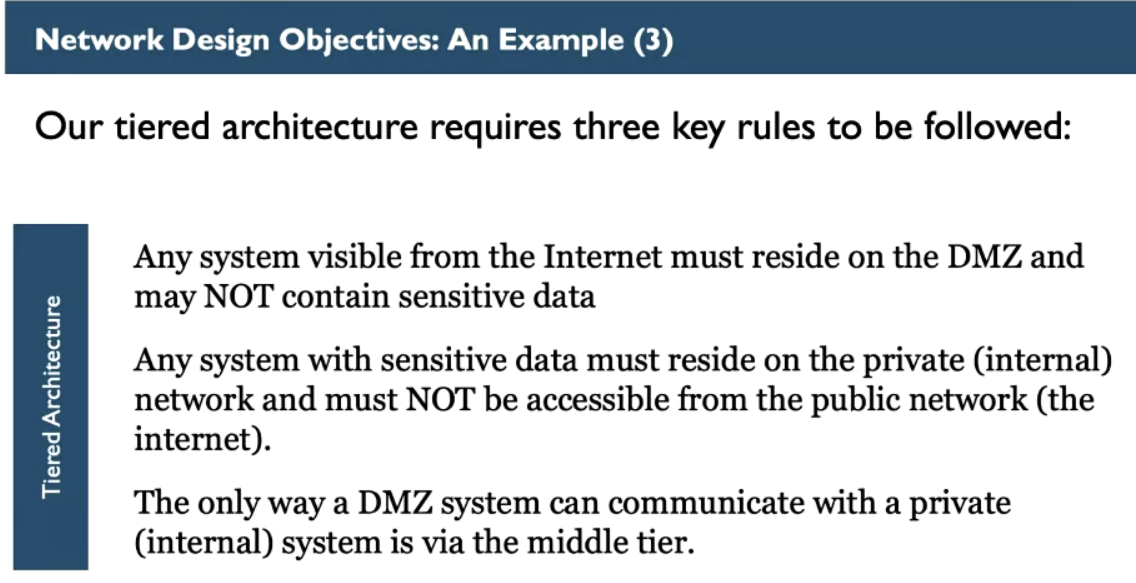 Network Design Objectives: An Example (3)
Our tiered architecture requires three key rules to be followed:
Tiered Architecture
Any system visible from the Internet must reside on the DMZ and
may NOT contain sensitive data
Any system with sensitive data must reside on the private (internal)
network and must NOT be accessible from the public network (the
internet).
The only way a DMZ system can communicate with a private
(internal) system is via the middle tier.